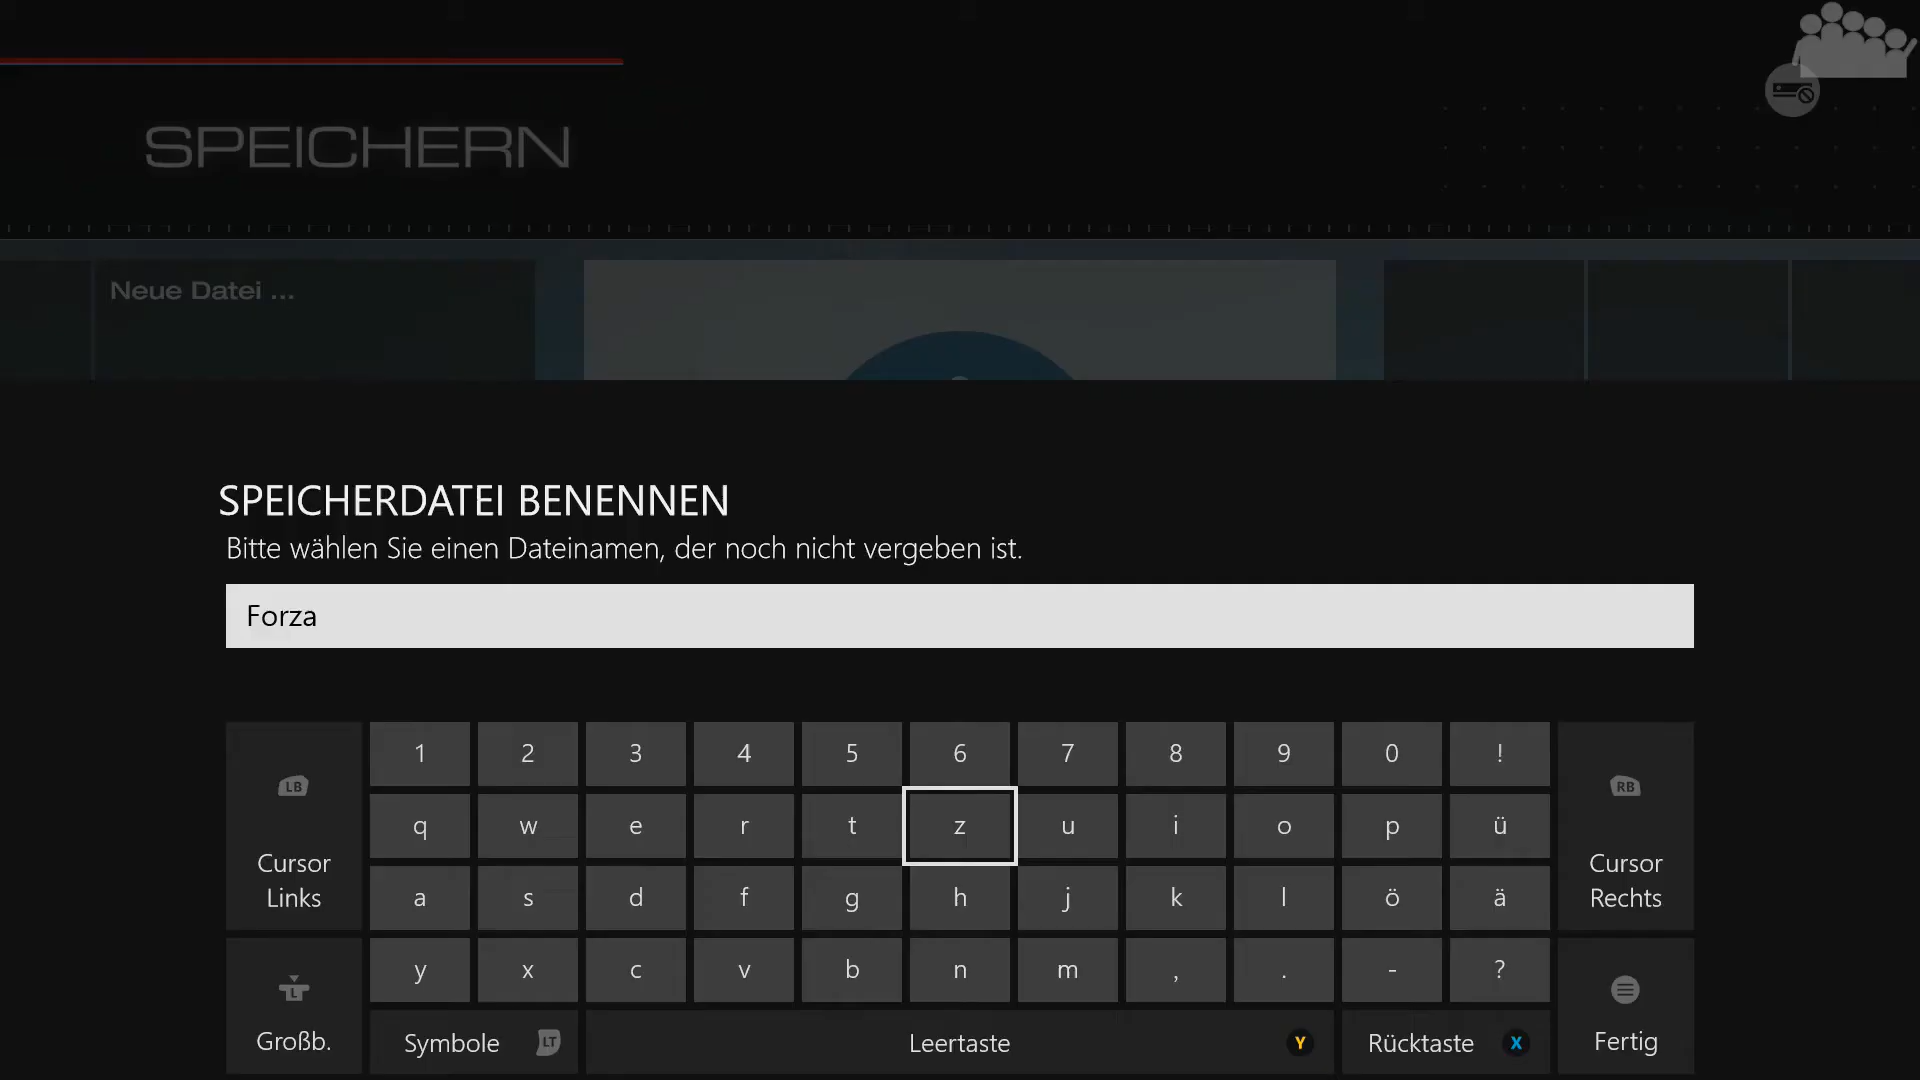 SPEICHERN
Neue Datei ...
SPEICHERDATEI BENENNEN
Bitte wählen Sie einen Dateinamen, der noch nicht vergeben ist.
Forza
1 2 3 4 5 6 7 8 9 0 !
LB
Cursor
Links
q w e r t z u i o p ü
RB
Cursor
Rechts
a s d f g h j k l ö ä
y x c v b n m , . - ?
L
Großb.
Symbole LT
Leertaste Y
Rücktaste X
Fertig